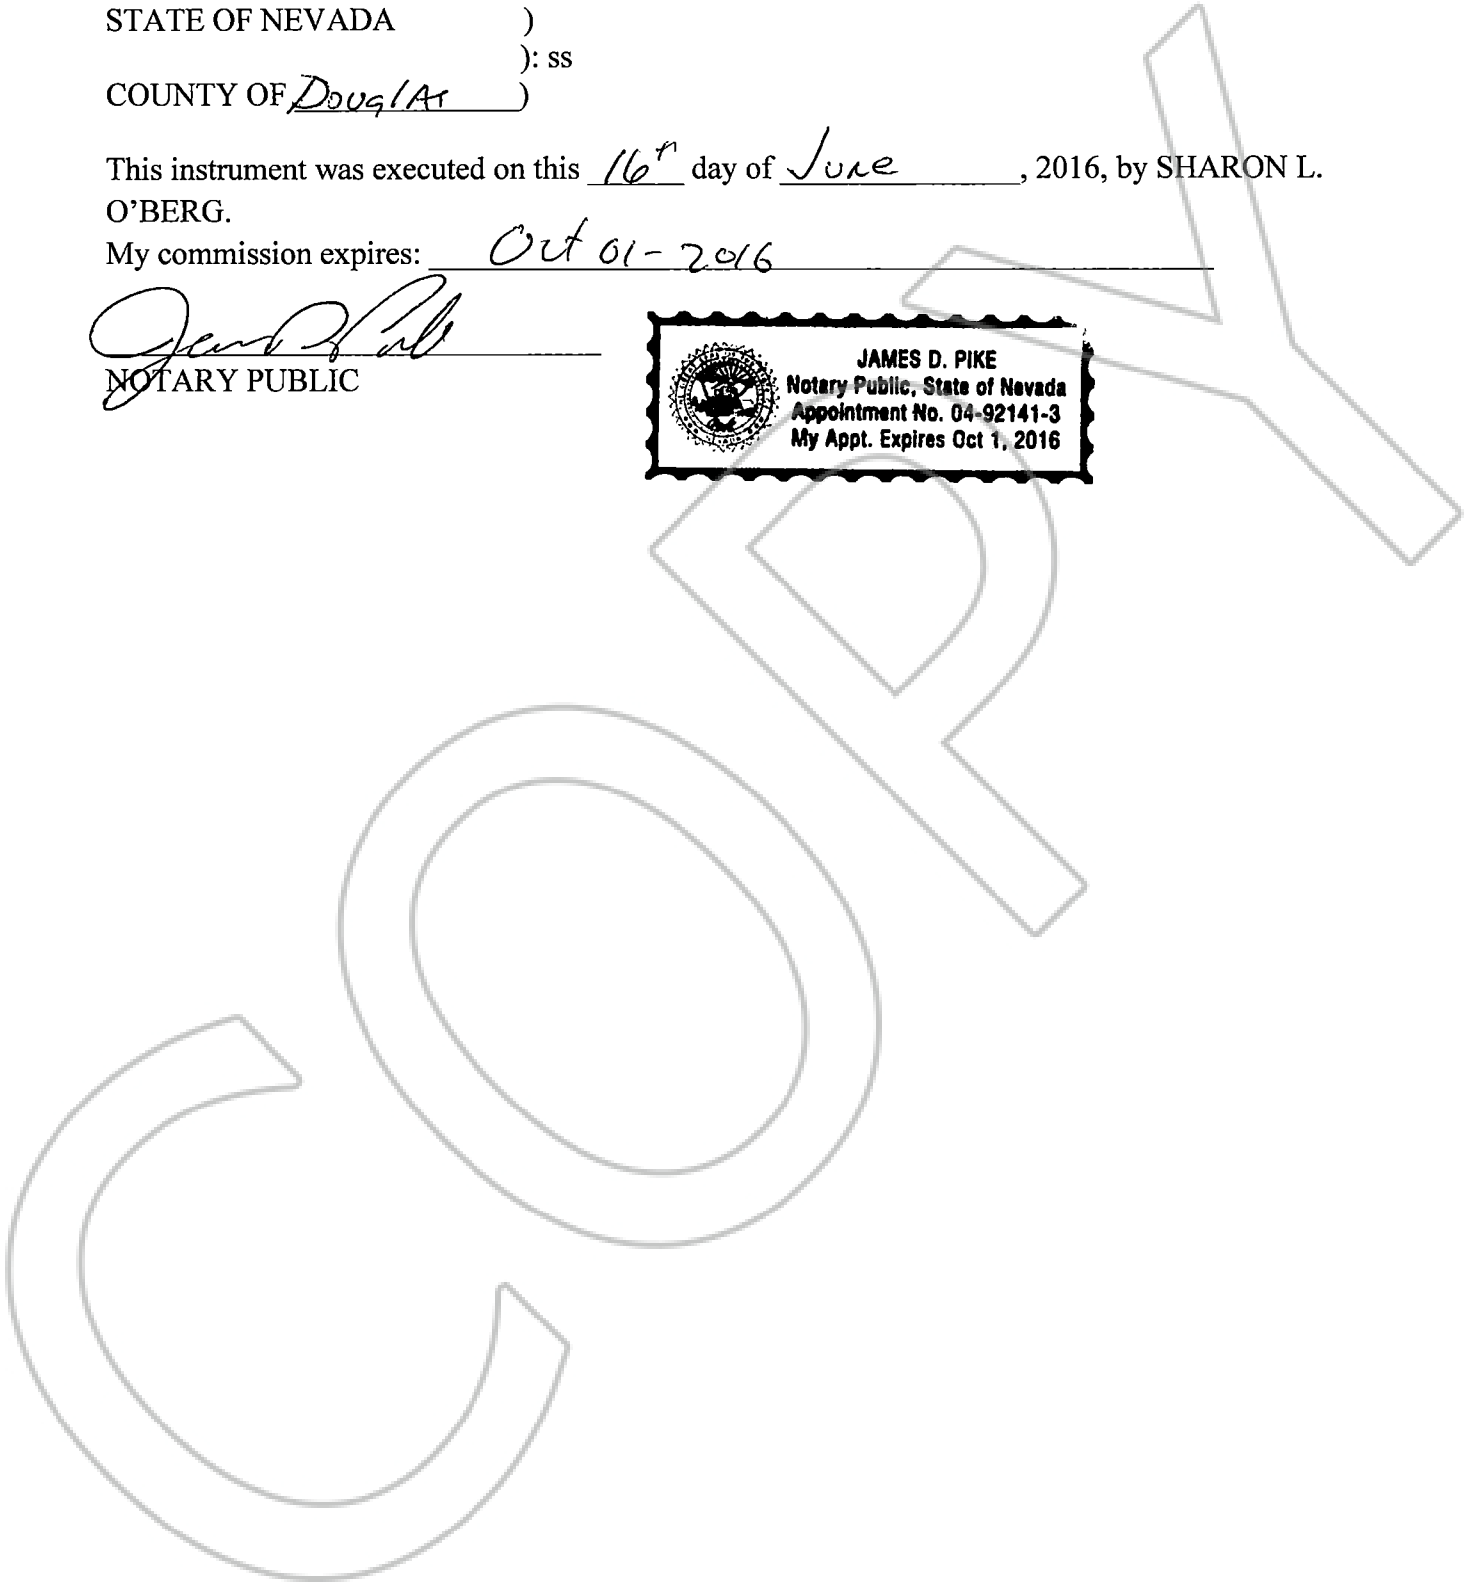 STATE OF NEVADA )
): ss
COUNTY OF Douglas )
This instrument was executed on this 16th day of June, 2016, by SHARON L.
O'BERG.
My commission expires: Oct 01-2016
NOTARY PUBLIC
JAMES D. PIKE
Notary Public, State of Nevada
Appointment No. 04-92141-3
My Appt. Expires Oct 1, 2016
COPY